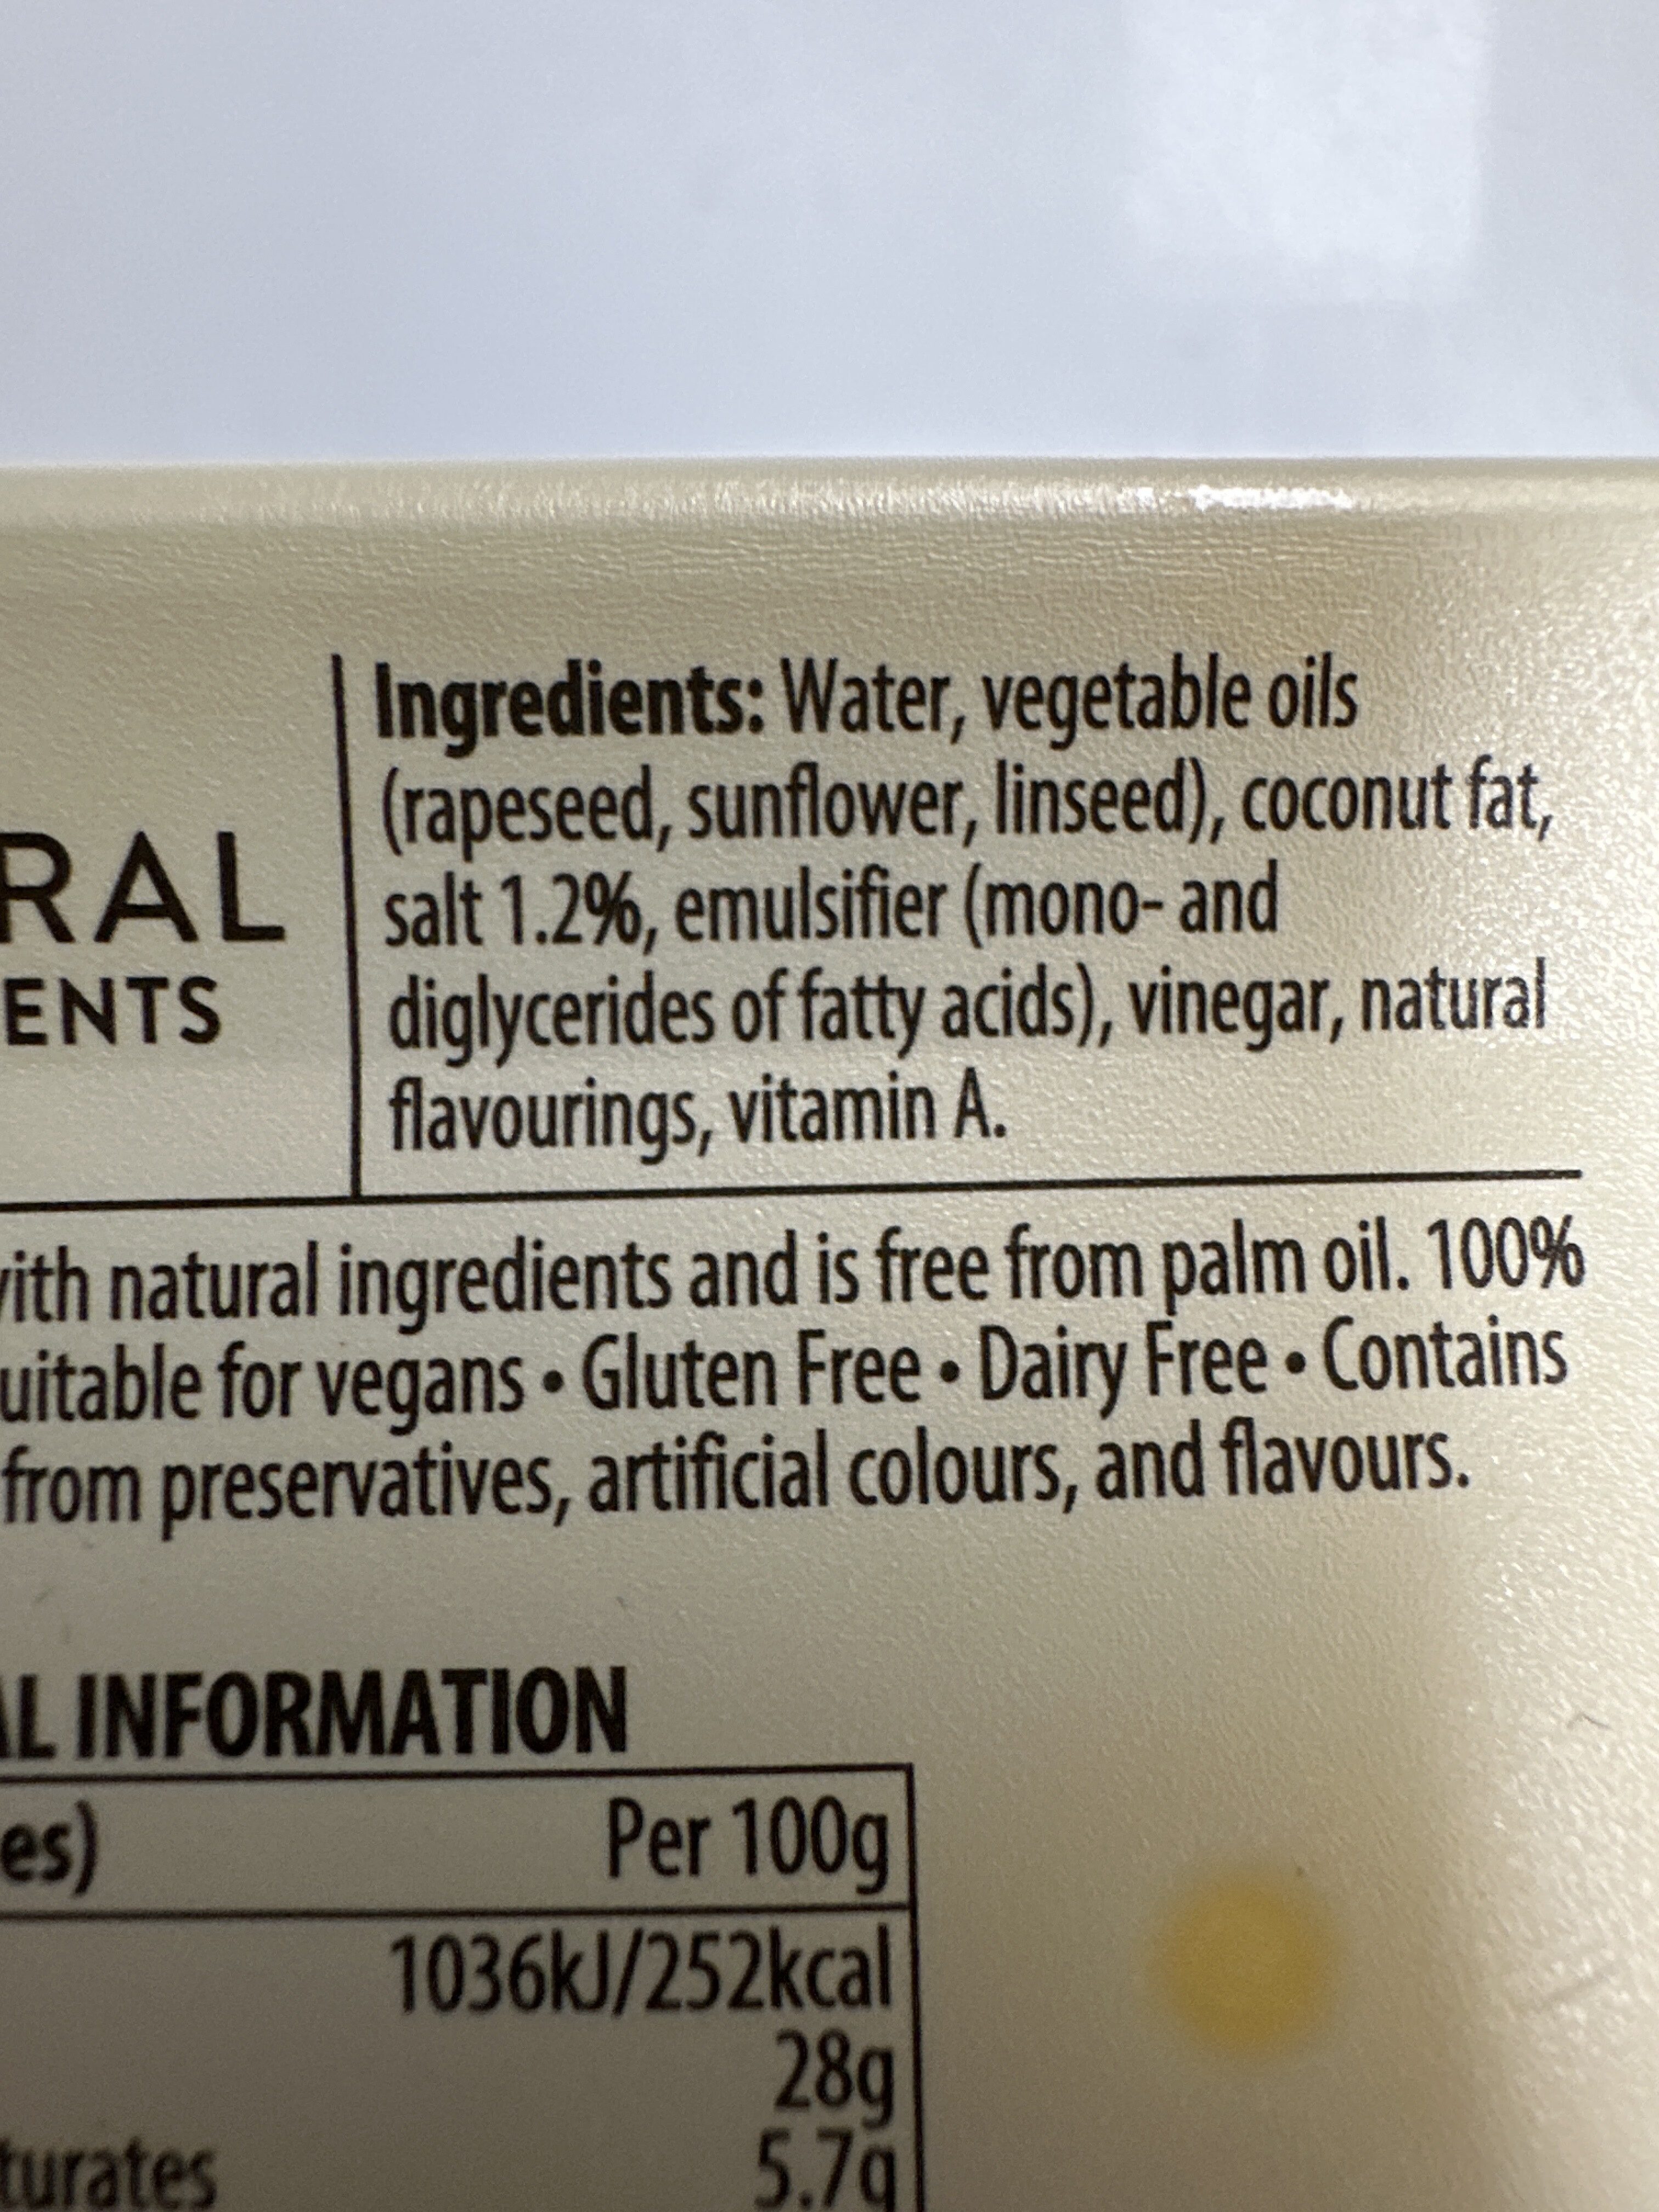 Ingredients: Water, vegetable oils
(rapeseed, sunflower, linseed), coconut fat,
salt 1.2%, emulsifier (mono- and
diglycerides of fatty acids), vinegar, natural
flavourings, vitamin A.
RAL
ENTS
ith natural ingredients and is free from palm oil. 100%
uitable for vegans • Gluten Free • Dairy Free • Contains
from preservatives, artificial colours, and flavours.
AL INFORMATION
es) Per 100g
1036kJ/252kcal
28g
turates 5.7g